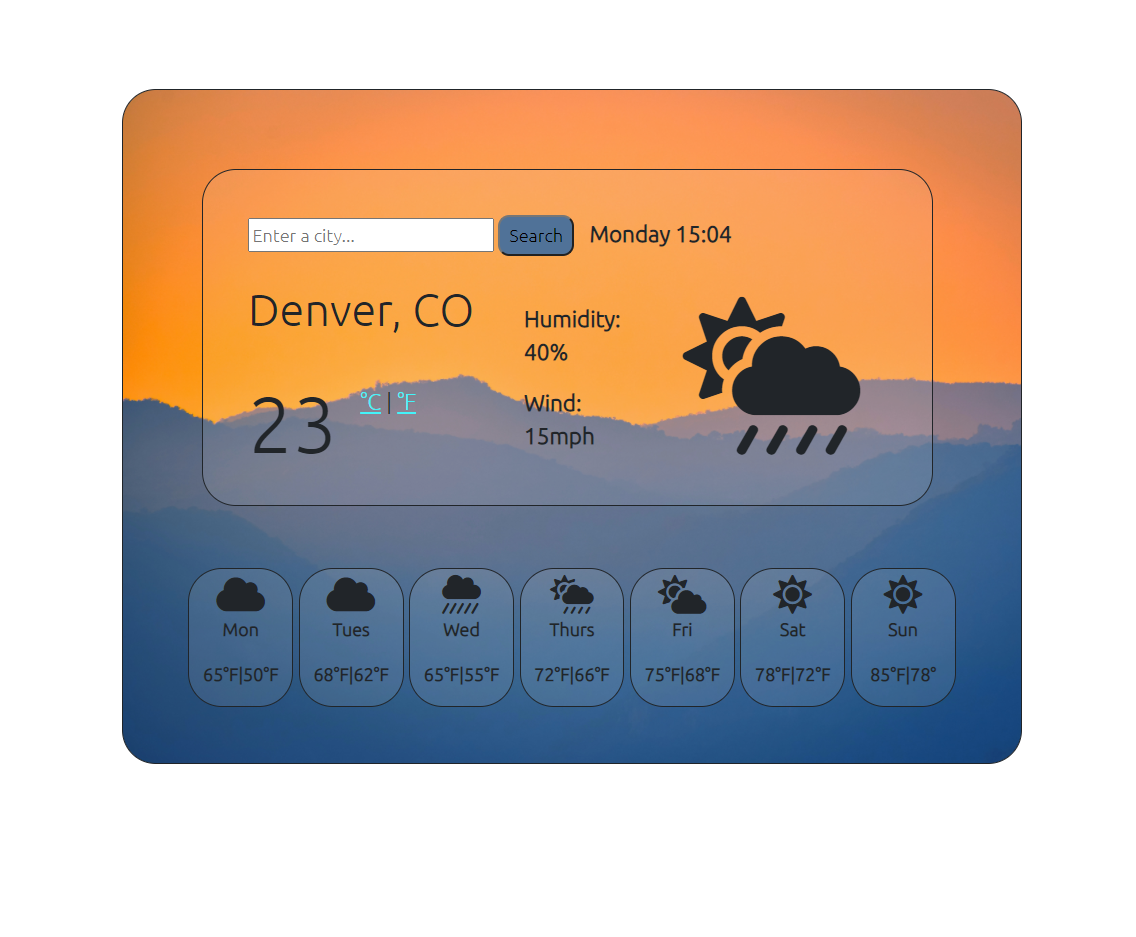 Enter a city... Search Monday 15:04
Denver, CO
Humidity:
40%
23 °C | °F
Wind:
15mph
Mon Tues Wed Thurs Fri Sat Sun
65°F|50°F 68°F|62°F 65°F|55°F 72°F|66°F 75°F|68°F 78°F|72°F 85°F|78°